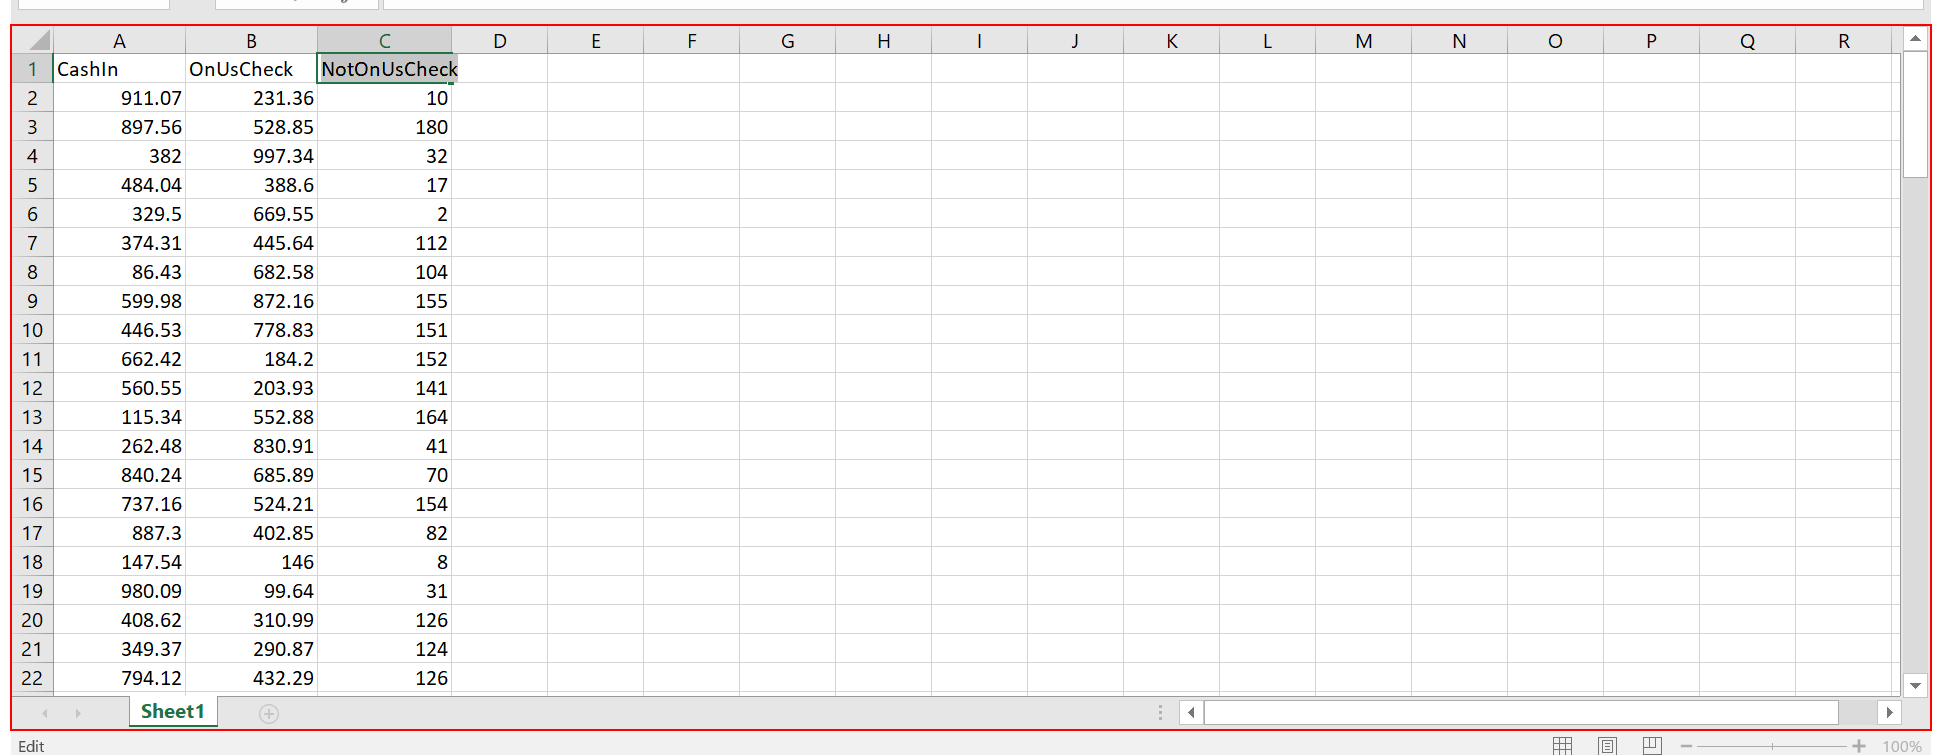 A B C D E F G H I J K L M N O P Q R
1 CashIn OnUsCheck NotOnUsCheck
2 911.07 231.36 10
3 897.56 528.85 180
4 382 997.34 32
5 484.04 388.6 17
6 329.5 669.55 2
7 374.31 445.64 112
8 86.43 682.58 104
9 599.98 872.16 155
10 446.53 778.83 151
11 662.42 184.2 152
12 560.55 203.93 141
13 115.34 552.88 164
14 262.48 830.91 41
15 840.24 685.89 70
16 737.16 524.21 154
17 887.3 402.85 82
18 147.54 146 8
19 980.09 99.64 31
20 408.62 310.99 126
21 349.37 290.87 124
22 794.12 432.29 126
Sheet1
Edit 100%